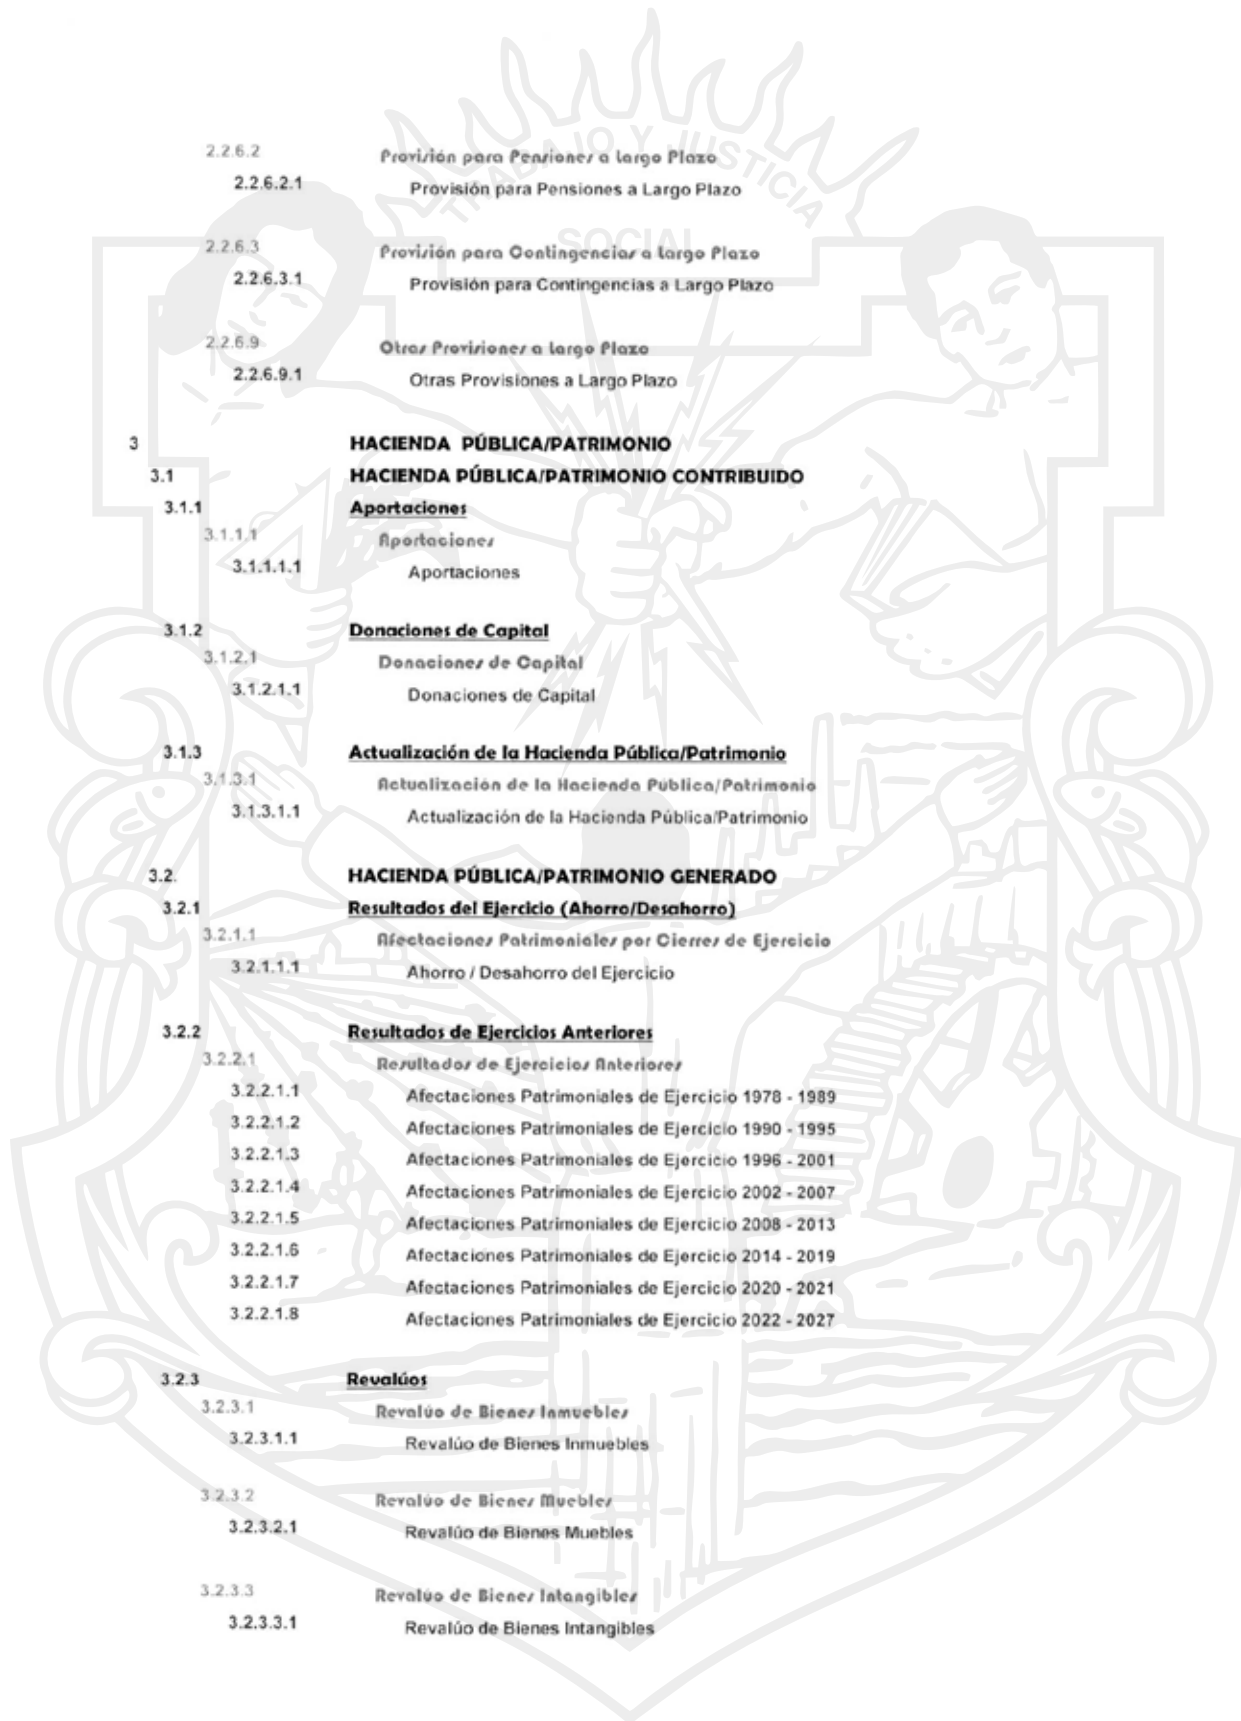 TRABAJO Y JUSTICIA
SOCIAL
2.2.6.2 Provisión para Pensiones a Largo Plazo
2.2.6.2.1 Provisión para Pensiones a Largo Plazo
2.2.6.3 Provisión para Contingencias a Largo Plazo
2.2.6.3.1 Provisión para Contingencias a Largo Plazo
2.2.6.9 Otras Provisiones a Largo Plazo
2.2.6.9.1 Otras Provisiones a Largo Plazo
3 HACIENDA PÚBLICA/PATRIMONIO
3.1 HACIENDA PÚBLICA/PATRIMONIO CONTRIBUIDO
3.1.1 Aportaciones
3.1.1.1 Aportaciones
3.1.1.1.1 Aportaciones
3.1.2 Donaciones de Capital
3.1.2.1 Donaciones de Capital
3.1.2.1.1 Donaciones de Capital
3.1.3 Actualización de la Hacienda Pública/Patrimonio
3.1.3.1 Actualización de la Hacienda Pública/Patrimonio
3.1.3.1.1 Actualización de la Hacienda Pública/Patrimonio
3.2. HACIENDA PÚBLICA/PATRIMONIO GENERADO
3.2.1 Resultados del Ejercicio (Ahorro/Desahorro)
3.2.1.1 Afectaciones Patrimoniales por Cierres de Ejercicio
3.2.1.1.1 Ahorro / Desahorro del Ejercicio
3.2.2 Resultados de Ejercicios Anteriores
3.2.2.1 Resultados de Ejercicios Anteriores
3.2.2.1.1 Afectaciones Patrimoniales de Ejercicio 1978 - 1989
3.2.2.1.2 Afectaciones Patrimoniales de Ejercicio 1990 - 1995
3.2.2.1.3 Afectaciones Patrimoniales de Ejercicio 1996 - 2001
3.2.2.1.4 Afectaciones Patrimoniales de Ejercicio 2002 - 2007
3.2.2.1.5 Afectaciones Patrimoniales de Ejercicio 2008 - 2013
3.2.2.1.6 Afectaciones Patrimoniales de Ejercicio 2014 - 2019
3.2.2.1.7 Afectaciones Patrimoniales de Ejercicio 2020 - 2021
3.2.2.1.8 Afectaciones Patrimoniales de Ejercicio 2022 - 2027
3.2.3 Revalúos
3.2.3.1 Revalúo de Bienes Inmuebles
3.2.3.1.1 Revalúo de Bienes Inmuebles
3.2.3.2 Revalúo de Bienes Muebles
3.2.3.2.1 Revalúo de Bienes Muebles
3.2.3.3 Revalúo de Bienes Intangibles
3.2.3.3.1 Revalúo de Bienes Intangibles